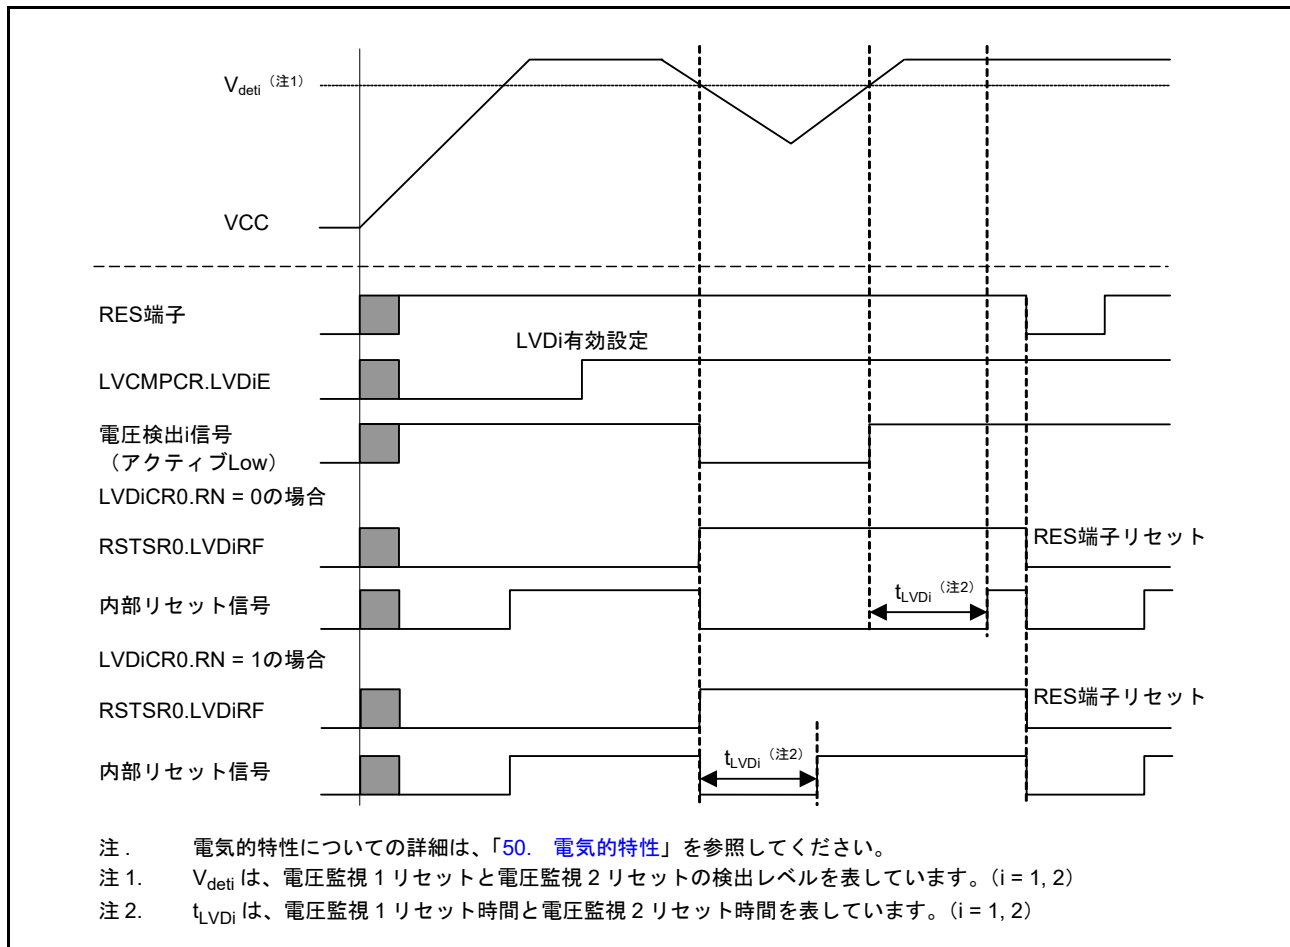 Vdeti（注1）
VCC
RES端子
LVDi有効設定
LVCMPCR.LVDiE
電圧検出i信号
（アクティブLow）
LVDiCR0.RN = 0の場合
RSTSR0.LVDiRF
RES端子リセット
内部リセット信号
tLVDi（注2）
LVDiCR0.RN = 1の場合
RSTSR0.LVDiRF
RES端子リセット
内部リセット信号
tLVDi（注2）
注 . 電気的特性についての詳細は、「50. 電気的特性」を参照してください。
注 1. Vdeti は、電圧監視 1 リセットと電圧監視 2 リセットの検出レベルを表しています。（i = 1, 2）
注 2. tLVDi は、電圧監視 1 リセット時間と電圧監視 2 リセット時間を表しています。（i = 1, 2）